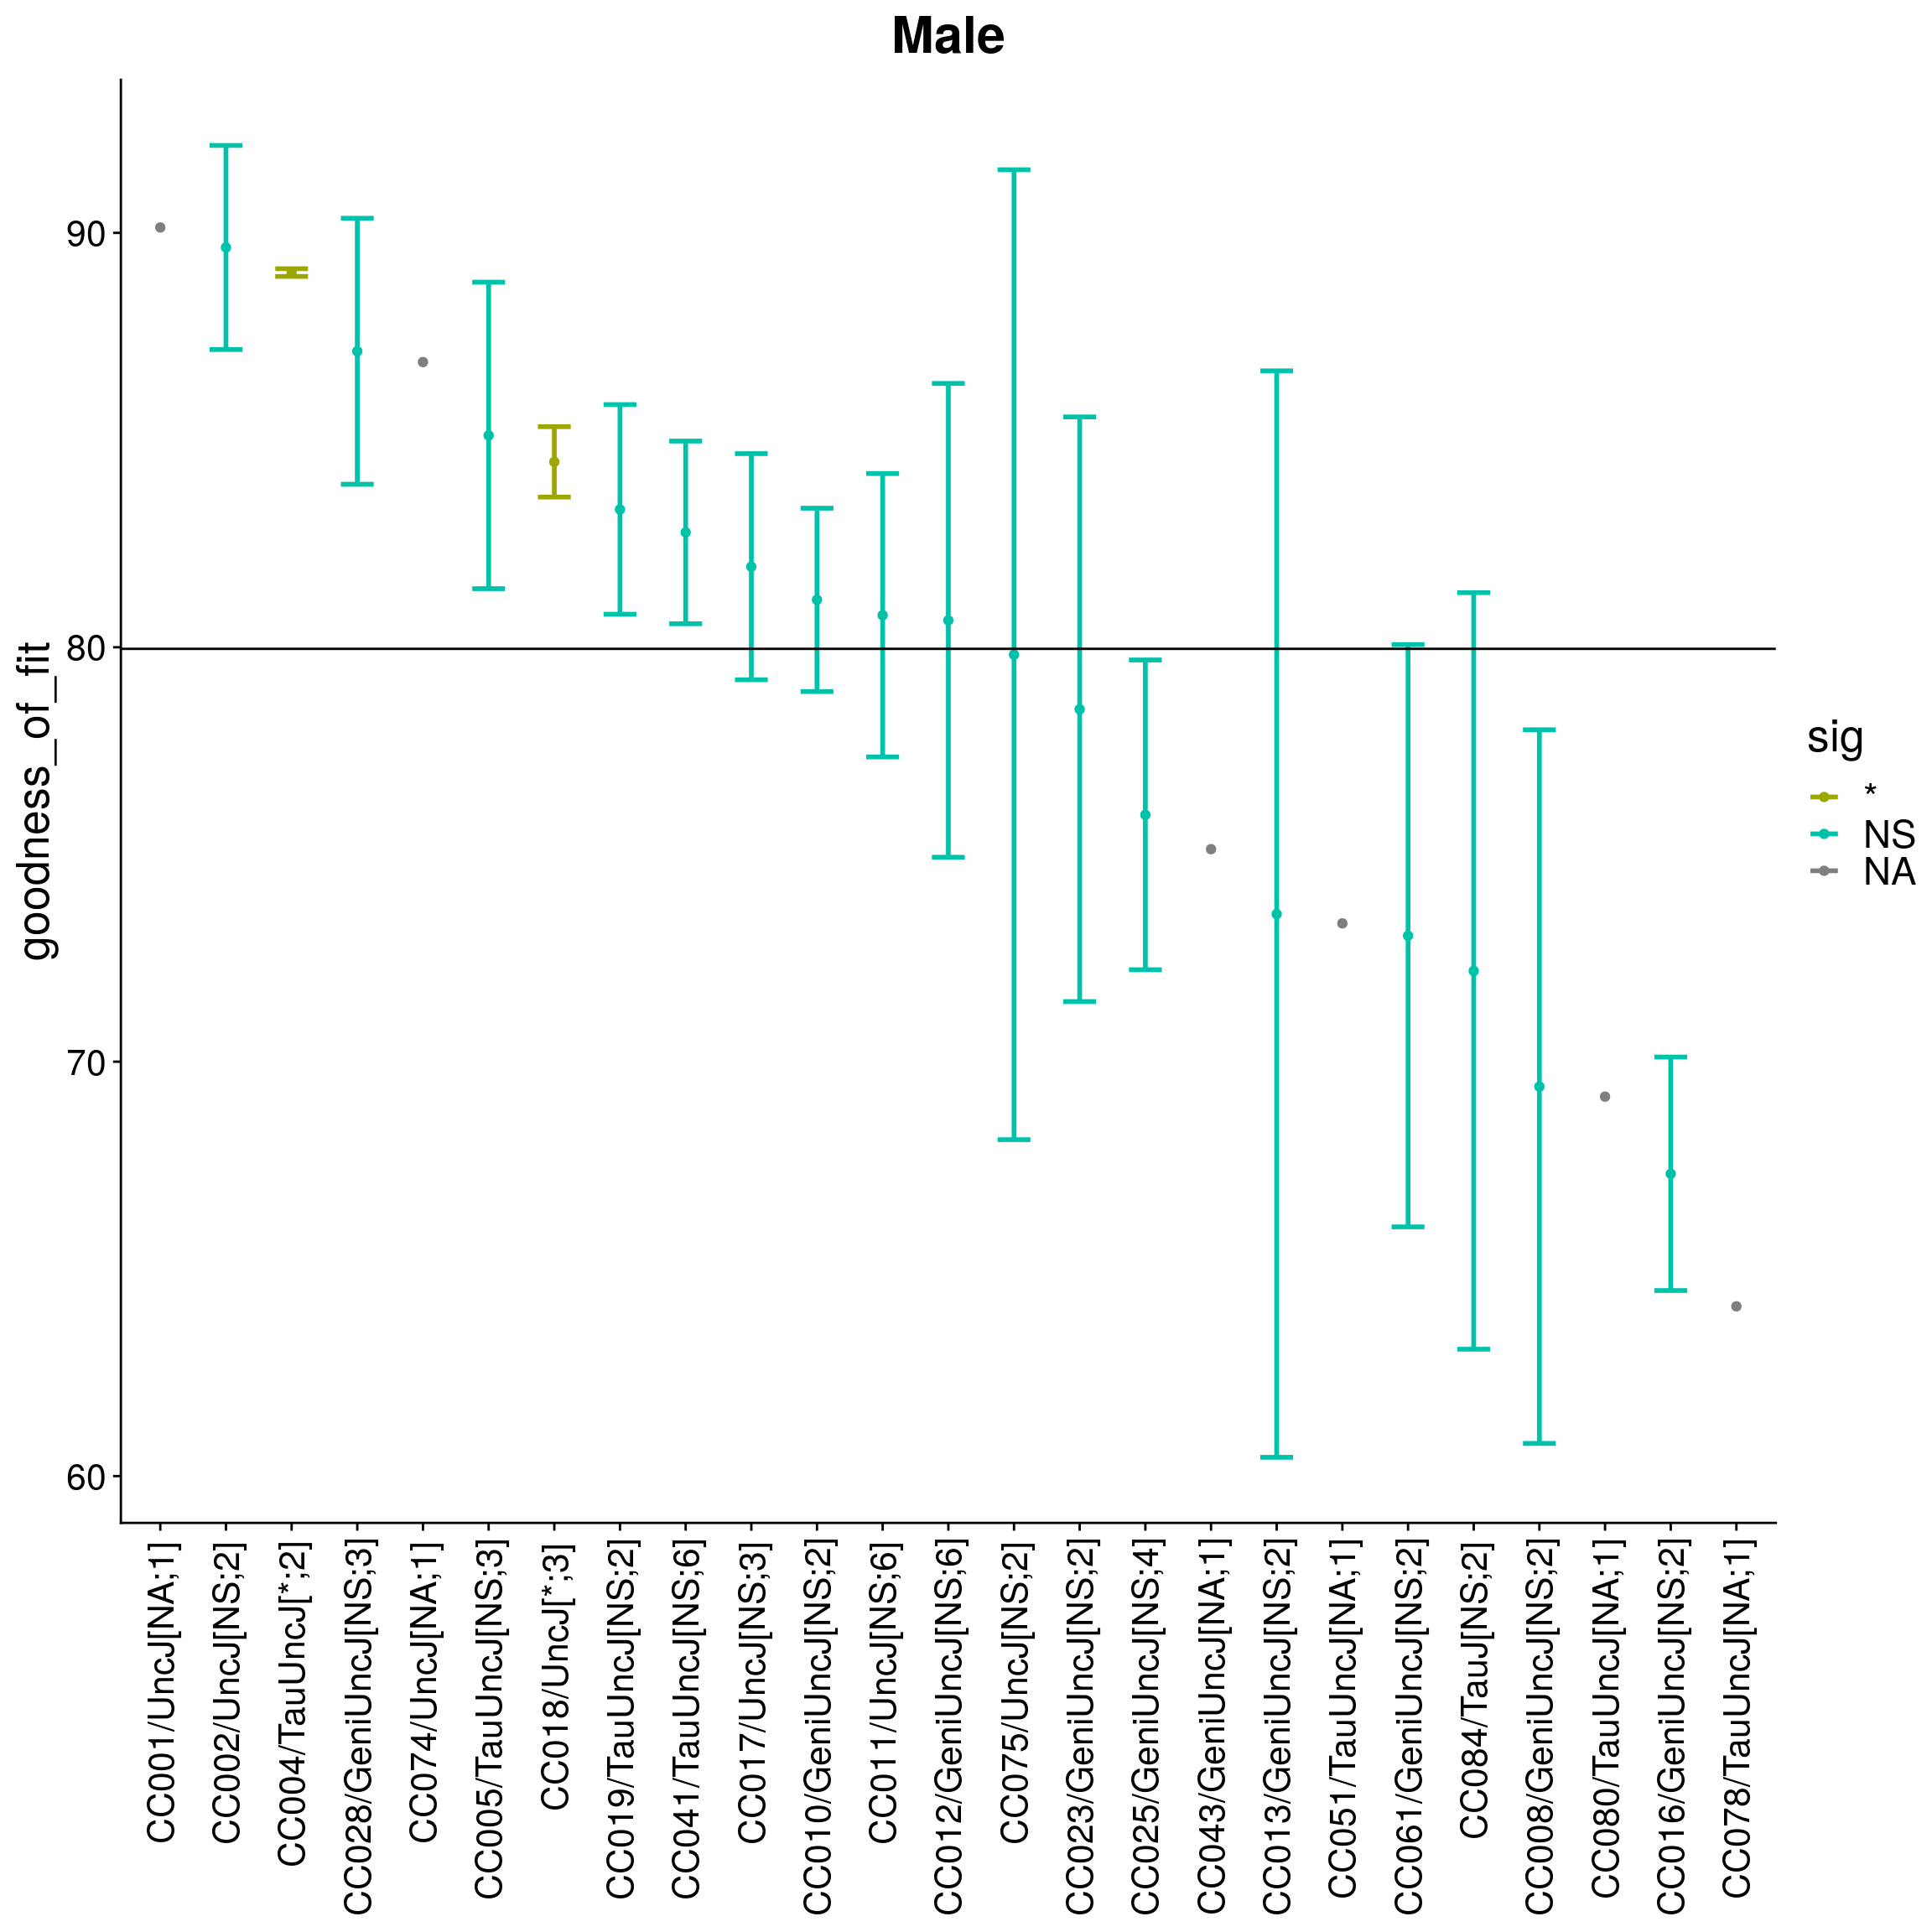 Male
goodness_of_fit
90
80
70
60
sig
*
NS
NA
CC001/UncJ[NA;1]
CC002/UncJ[NS;2]
CC004/TauUncJ[*;2]
CC028/GeniUncJ[NS;3]
CC074/UncJ[NA;1]
CC005/TauUncJ[NS;3]
CC018/UncJ[*;3]
CC019/TauUncJ[NS;2]
CC041/TauUncJ[NS;6]
CC017/UncJ[NS;3]
CC010/GeniUncJ[NS;2]
CC011/UncJ[NS;6]
CC012/GeniUncJ[NS;6]
CC075/UncJ[NS;2]
CC023/GeniUncJ[NS;2]
CC025/GeniUncJ[NS;4]
CC043/GeniUncJ[NA;1]
CC013/GeniUncJ[NS;2]
CC051/TauUncJ[NA;1]
CC061/GeniUncJ[NS;2]
CC084/TauJ[NS;2]
CC008/GeniUncJ[NS;2]
CC080/TauUncJ[NA;1]
CC016/GeniUncJ[NS;2]
CC078/TauUncJ[NA;1]